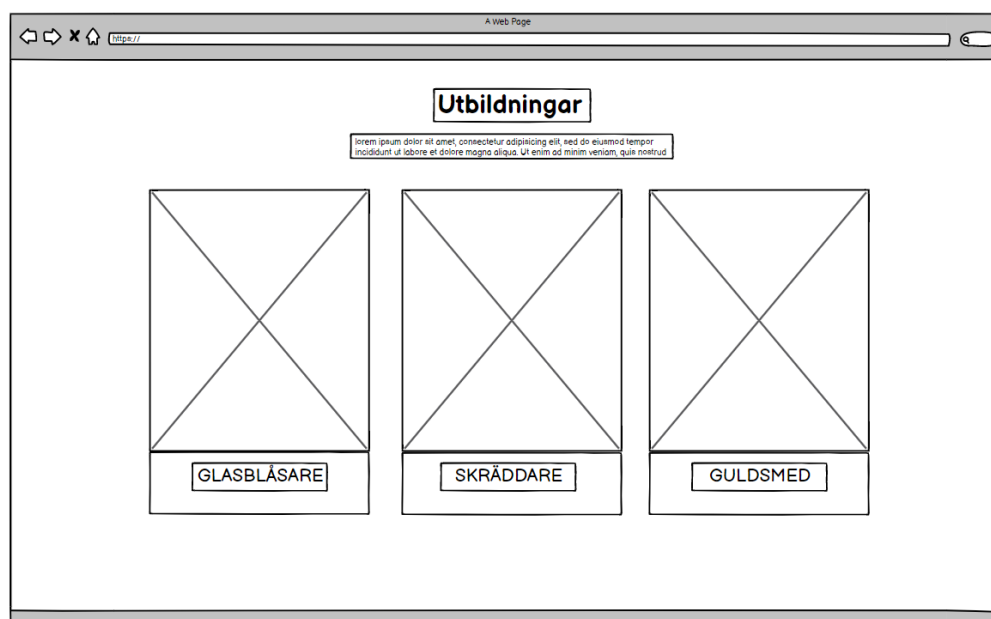 A Web Page
https://
Utbildningar
lorem ipsum dolor sit amet, consectetur adipisicing elit, sed do eiusmod tempor
incididunt ut labore et dolore magna aliqua. Ut enim ad minim veniam, quis nostrud
GLASBLÅSARE
SKRÄDDARE
GULDSMED